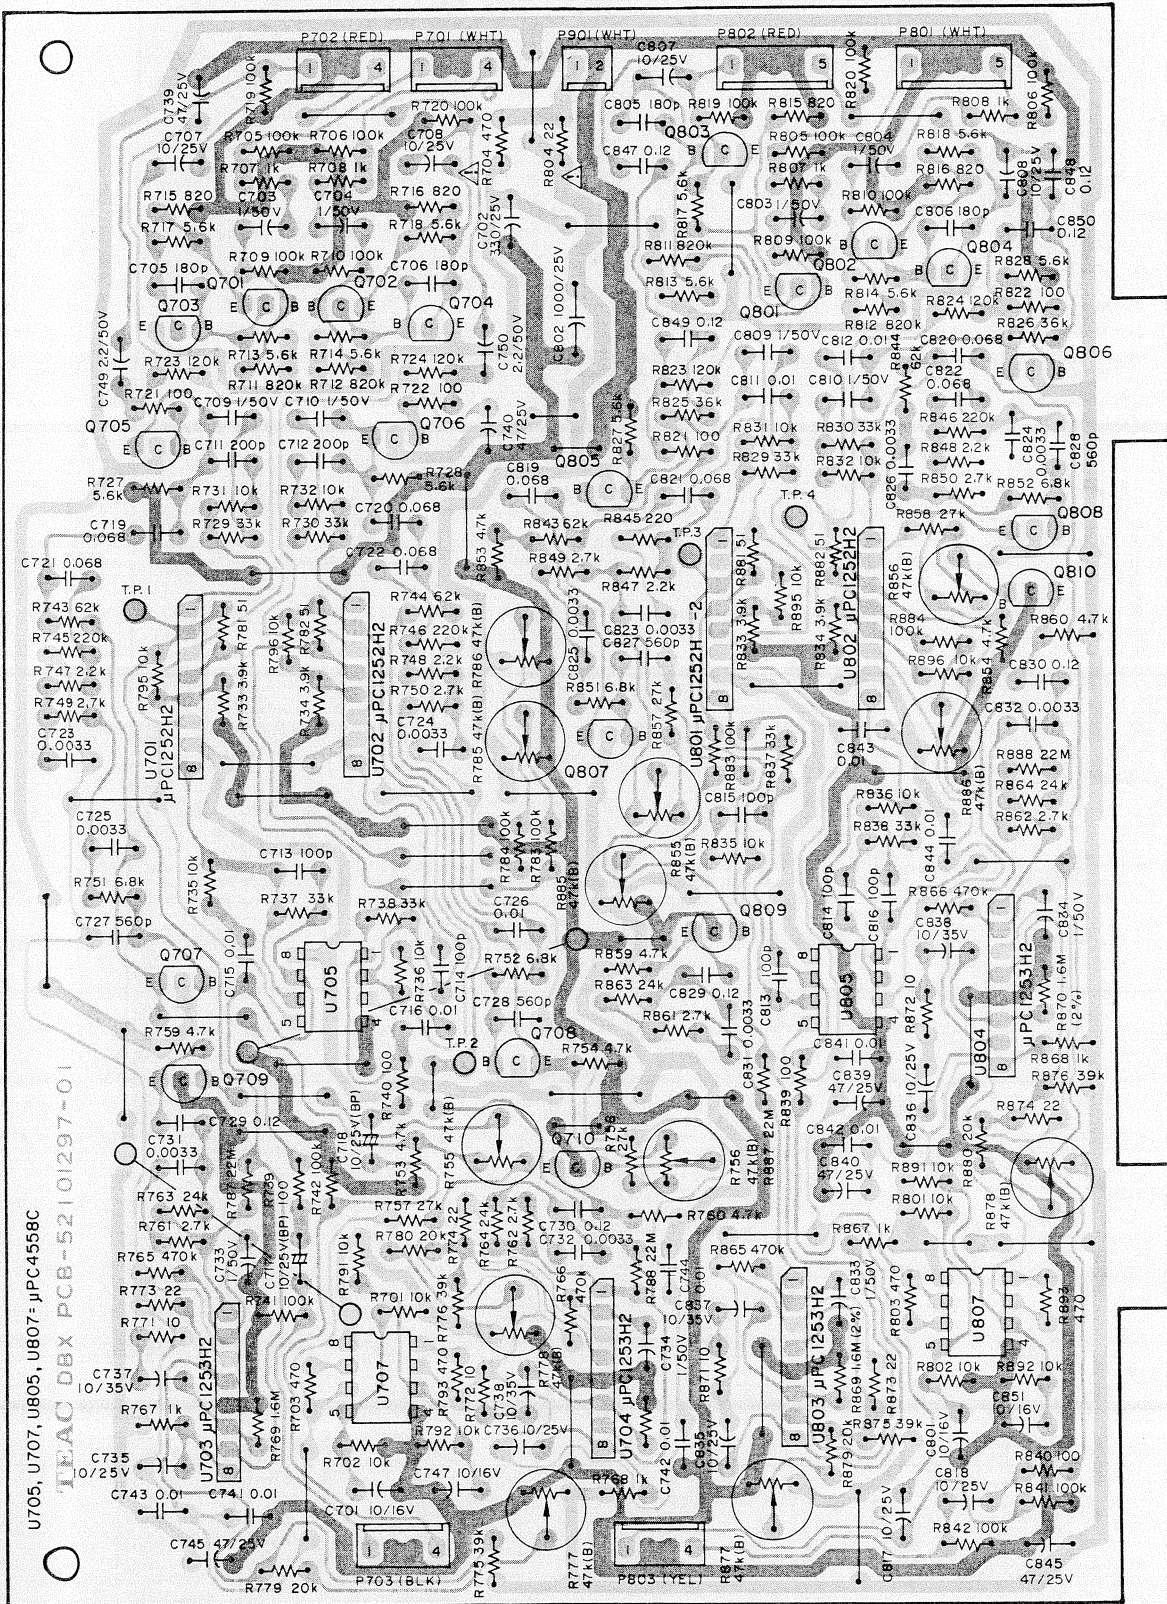 P702 (RED)
P701 (WHT)
P901 (WHT)
C807
10/25V
P802 (RED)
R820 100k
P801 (WHT)
R806 100k
C739
47/25V
R719 100k
R720 100k
C805 180p
R819 100k
R815 820
R808 1k
C707
10/25V
R705 100k
R706 100k
C708
10/25V
R704 470
R804 22
Q803
R805 100k
C804
1/50V
R818 5.6k
R707 1k
R708 1k
C847 0.12
R807 1k
R816 820
C808
10/25V
C848
0.12
R715 820
C703
1/50V
C704
1/50V
R716 820
C702
330/25V
R817 5.6k
C803 1/50V
R810 100k
C806 180p
C850
0.12
R717 5.6k
R718 5.6k
R811 820k
R809 100k
Q804
R709 100k
R710 100k
C705 180p
Q701
Q702
C706 180p
R813 5.6k
Q802
R828 5.6k
R814 5.6k
R822 100
Q703
Q704
C802 1000/25V
Q801
R824 120k
R812 820k
R826 36k
C749 2.2/50V
C750
2.2/50V
C849 0.12
C809 1/50V
C812 0.01
R844
62k
C820 0.068
Q806
R723 120k
R713 5.6k
R714 5.6k
R724 120k
R823 120k
C822
0.068
R711 820k
R712 820k
R722 100
C811 0.01
C810 1/50V
R721 100
C709 1/50V
C710 1/50V
R825 36k
R846 220k
Q705
Q706
C740
47/25V
R827 5.6k
R821 100
R831 10k
R830 33k
R848 2.2k
C824
0.0033
C828
560p
C711 200p
C712 200p
Q805
R829 33k
R832 10k
C826 0.0033
R727
5.6k
R728
5.6k
C819
0.068
C821 0.068
R850 2.7k
R852 6.8k
R731 10k
R732 10k
C720 0.068
T.P.4
Q808
C719
0.068
R729 33k
R730 33k
R853 4.7k
R843 62k
R845 220
T.P.3
R858 27k
C721 0.068
C722 0.068
R849 2.7k
R881 51
R882 51
U802 µPC1252H2
R856
47k(B)
Q810
T.P.1
R847 2.2k
R895 10k
R743 62k
R744 62k
R781 51
R782 51
R796 10k
R786 47k(B)
C825 0.0033
C823 0.0033
R833 3.9k
R834 3.9k
R884
100k
R854 4.7k
R860 4.7k
R745 220k
R746 220k
C827 560p
R896 10k
C830 0.12
R747 2.2k
R795 10k
R748 2.2k
R733 3.9k
R734 3.9k
R749 2.7k
R750 2.7k
R785 47k(B)
R851 6.8k
R857 27k
U801 µPC1252H-2
C832 0.0033
C723
0.0033
U701
µPC1252H2
U702 µPC1252H2
C724
0.0033
Q807
R883 100k
R837 33k
C843
0.01
R886
47k(B)
R888 22M
R864 24k
R862 2.7k
C725
0.0033
R784 100k
R783 100k
C815 100p
R836 10k
R838 33k
C844 0.01
R751 6.8k
R735 10k
C713 100p
R885
47k(B)
R855
47k(B)
R835 10k
R866 470k
R737 33k
R738 33k
C726
0.01
Q809
C814 100p
C816 100p
C838
10/35V
C834
1/50V
C727 560p
C715 0.01
Q707
U705
R736 10k
C714 100p
R752 6.8k
R859 4.7k
R863 24k
C829 0.12
C813
100p
U805
R872 10
µPC1253H2
R870 1.6M
(2%)
C716 0.01
C728 560p
R861 2.7k
R759 4.7k
T.P.2
Q708
R754 4.7k
C831 0.0033
C841 0.01
U804
R868 1k
Q709
R740 100
R839 100
C839
47/25V
C836 10/25V
R876 39k
C729 0.12
C718
10/25V(BP)
R753 4.7k
R755 47k(B)
Q710
R758
27k
R756
47k(B)
R887 22M
C842 0.01
R874 22
R880 20k
C731
0.0033
R787 22M
R739
100
R742 100k
C840
47/25V
R891 10k
R763 24k
R757 27k
R774 22
R764 24k
R762 2.7k
C730 0.12
R760 4.7k
R801 10k
R878
47k(B)
R761 2.7k
R780 20k
C732 0.0033
R867 1k
R765 470k
C733
1/50V
C717
10/25V(BP)
R791 10k
R788 22M
C744
0.01
R865 470k
R773 22
R741 100k
R701 10k
R776 39k
R766
470k
C837
10/35V
C833
1/50V
R803 470
U807
R893
470
R771 10
C734
1/50V
C737
10/35V
U703 µPC1253H2
R703 470
U707
R793 470
R772 10
C738
10/35V
R778
47k(B)
U704 µPC1253H2
R871 10
U803 µPC1253H2
R869 1.6M(2%)
R873 22
R802 10k
R892 10k
R767 1k
R769 1.6M
R792 10k
C736 10/25V
R875 39k
C801
10/16V
C851
10/16V
C735
10/25V
R702 10k
C742 0.01
C835
10/25V
R879 20k
R840 100
C743 0.01
C741 0.01
C747 10/16V
R768 1k
C818
10/25V
R841 100k
C701 10/16V
C817 10/25V
R842 100k
C745 47/25V
R775 39k
R777
47k(B)
R877
47k(B)
C845
47/25V
R779 20k
P703 (BLK)
P803 (YEL)
U705, U707, U805, U807 = µPC4558C
TEAC DBX PCB-52101297-01